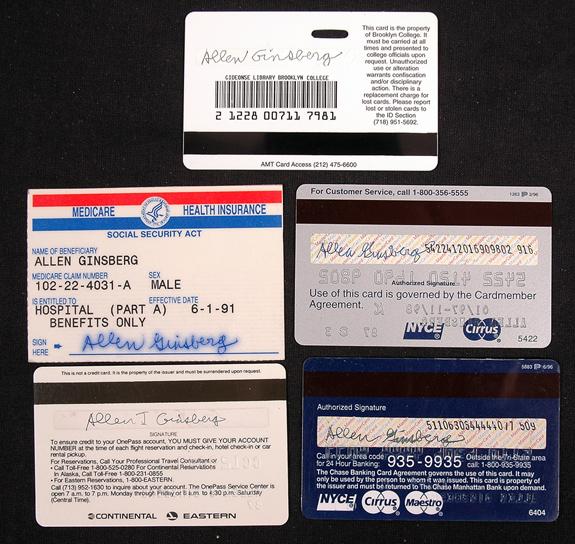 Allen Ginsberg
GIDEONSE LIBRARY BROOKLYN COLLEGE
2 1228 00711 7981
This card is the property
of Brooklyn College. It
must be carried at all
times and presented to
college officials upon
request. Unauthorized
use or alteration
warrants confiscation
and/or disciplinary
action. There is a
replacement charge for
lost cards. Please report
lost or stolen cards to
the ID Section
(718) 951-5692.
AMT Card Access (212) 475-6600
MEDICARE HEALTH INSURANCE
SOCIAL SECURITY ACT
NAME OF BENEFICIARY
ALLEN GINSBERG
MEDICARE CLAIM NUMBER SEX
102-22-4031-A MALE
IS ENTITLED TO EFFECTIVE DATE
HOSPITAL (PART A) 6-1-91
BENEFITS ONLY
SIGN HERE Allen Ginsberg
For Customer Service, call 1-800-356-5555
1283 2/96
Allen Ginsberg 5422412016909802 916
Authorized Signature
Use of this card is governed by the Cardmember
Agreement.
NYCE Cirrus
5422
This is not a credit card. It is the property of the issuer and must be surrendered upon request.
Allen I Ginsberg
SIGNATURE
To ensure credit to your OnePass account, YOU MUST GIVE YOUR ACCOUNT
NUMBER at the time of each flight reservation and check-in, hotel check-in or car
rental pickup.
• For Reservations, Call Your Professional Travel Consultant or
• Call Toll-Free 1-800-525-0280 For Continental Reservations
in Alaska, Call Toll-Free 1-800-231-0855
• For Eastern Reservations, 1-800-EASTERN.
Call (713) 952-1630 to inquire about your account. The OnePass Service Center is
open 7 a.m. to 7 p.m. Monday through Friday or 8 a.m. to 4:30 p.m. Saturday
(Central Time).
CONTINENTAL EASTERN
5583 6/96
Authorized Signature
Allen Ginsberg 5110630544444077 509
Call in your area code
for 24 Hour Banking: 935-9935 Outside tri-state area
call: 1-800-935-9935
The Chase Banking Card Agreement governs the use of this card. It may
only be used by the person to whom it was issued. This card is property of
the issuer and must be returned to The Chase Manhattan Bank upon demand.
NYCE Cirrus Maestro
6404